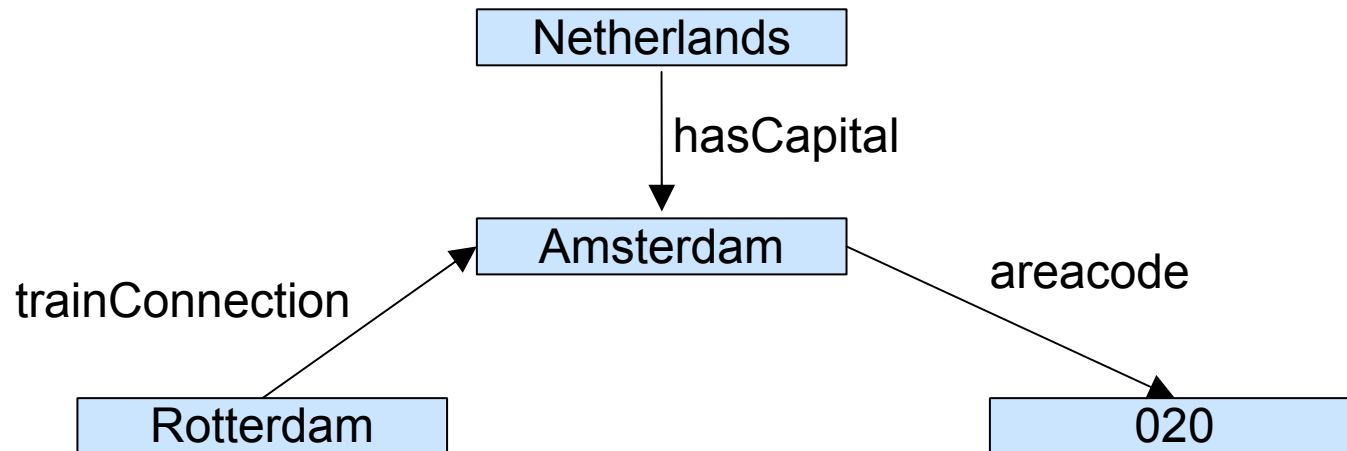 Netherlands
hasCapital
Amsterdam
areacode
trainConnection
Rotterdam
020